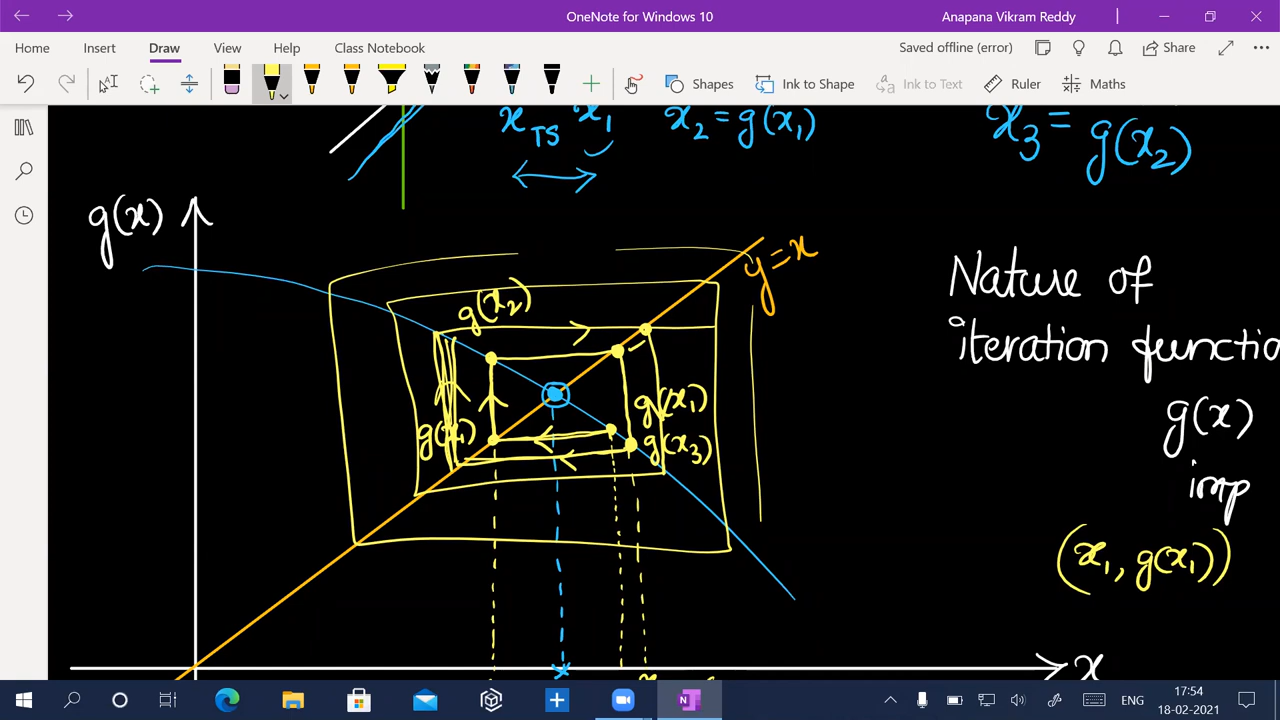 OneNote for Windows 10
Anapana Vikram Reddy
Home Insert Draw View Help Class Notebook
Saved offline (error)
Share
Shapes
Ink to Shape
Ink to Text
Ruler
Maths
x_TS x_1 x_2 = g(x_1) x_3 = g(x_2)
g(x)
y=x
g(x_2)
g(x_1)
g(x_1)
g(x_3)
Nature of
iteration functio
g(x)
imp
(x_1, g(x_1))
x
ENG
17:54
18-02-2021